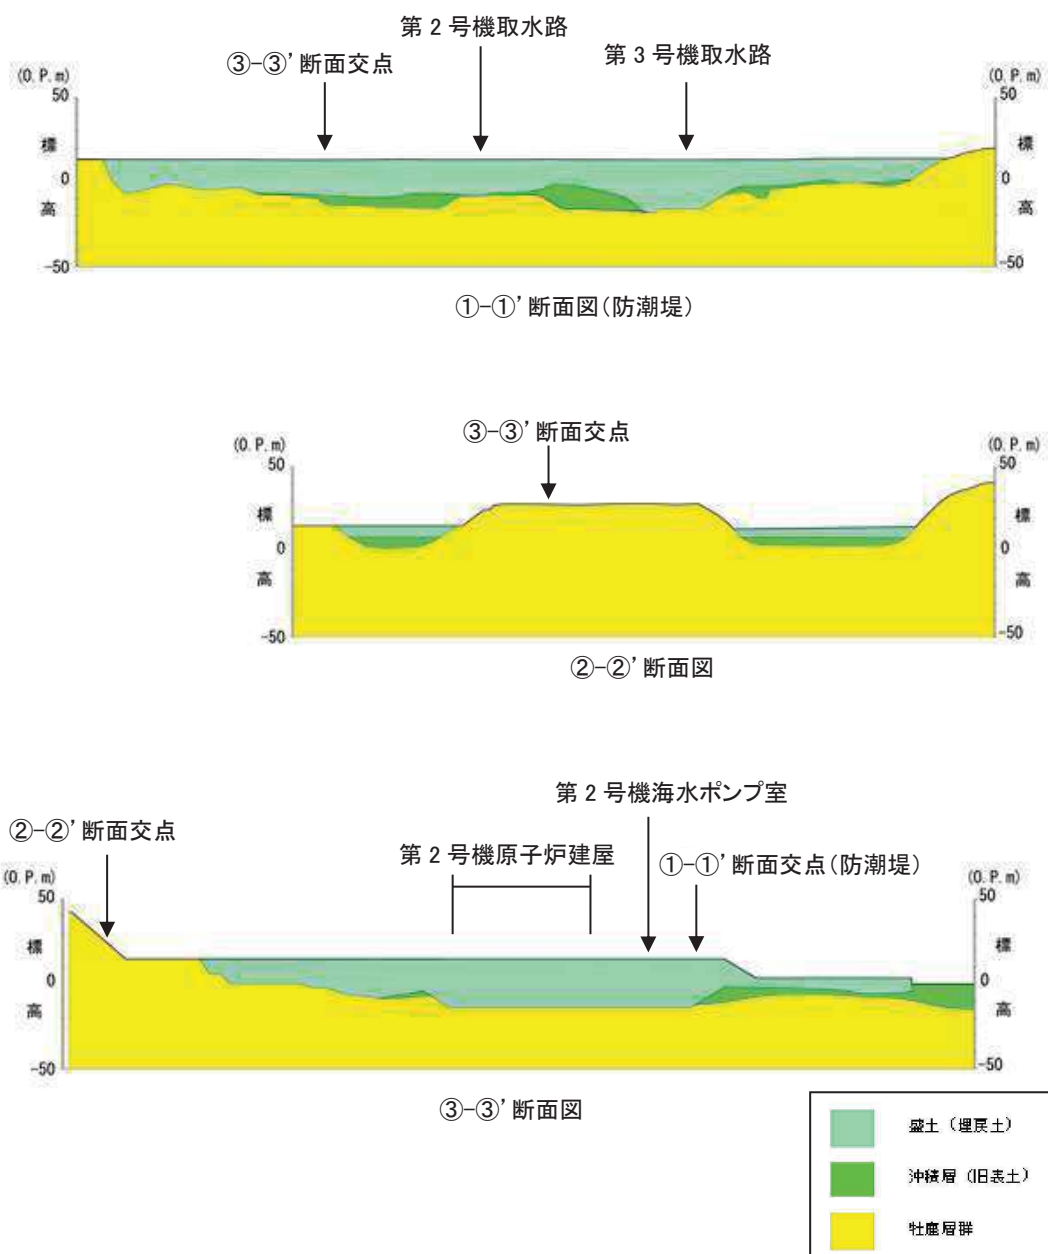 第2号機取水路
③-③’断面交点
第3号機取水路
(O.P.m)
50
標
0
高
-50
(O.P.m)
50
標
0
高
-50
①-①’断面図(防潮堤)
③-③’断面交点
(O.P.m)
50
標
0
高
-50
(O.P.m)
50
標
0
高
-50
②-②’断面図
第2号機海水ポンプ室
②-②’断面交点
第2号機原子炉建屋
①-①’断面交点(防潮堤)
(O.P.m)
50
標
0
高
-50
(O.P.m)
50
標
0
高
-50
③-③’断面図
盛土(埋戻土)
沖積層(旧表土)
牡鹿層群